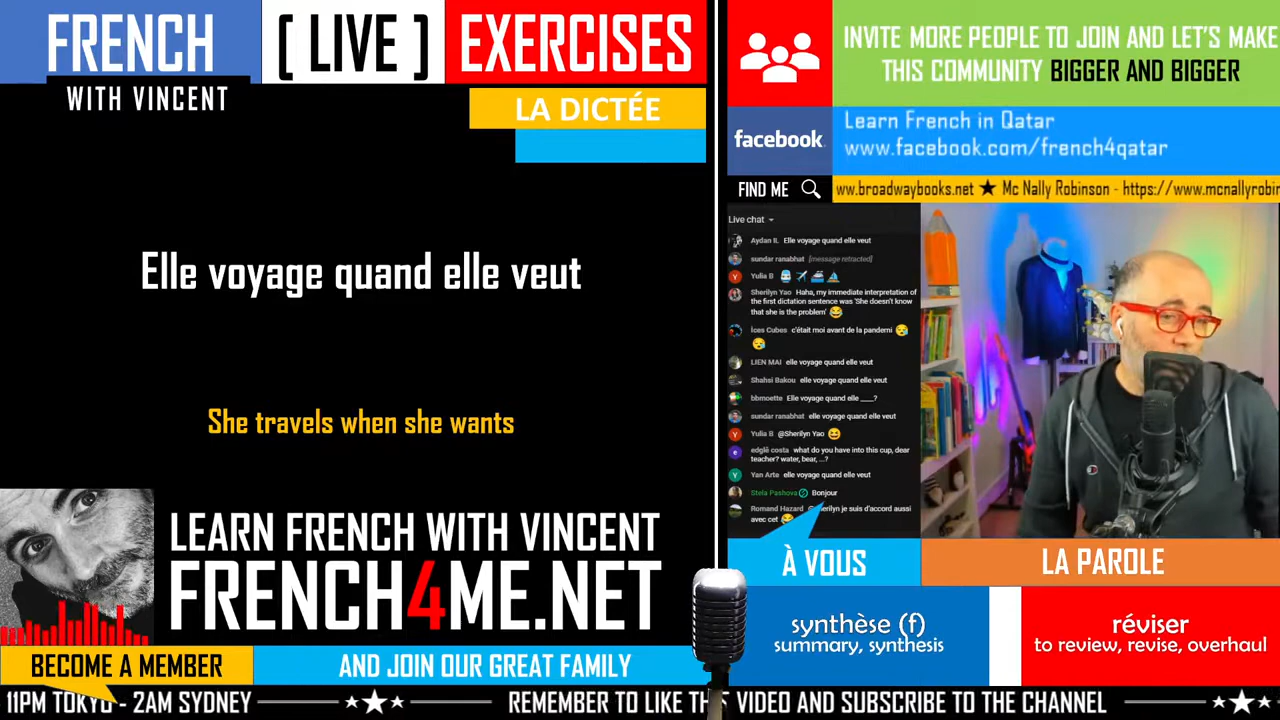 FRENCH
WITH VINCENT
[ LIVE ]
EXERCISES
LA DICTÉE
Elle voyage quand elle veut
She travels when she wants
LEARN FRENCH WITH VINCENT
FRENCH4ME.NET
BECOME A MEMBER
AND JOIN OUR GREAT FAMILY
INVITE MORE PEOPLE TO JOIN AND LET'S MAKE
THIS COMMUNITY BIGGER AND BIGGER
facebook
Learn French in Qatar
www.facebook.com/french4qatar
FIND ME
ww.broadwaybooks.net ★ Mc Nally Robinson - https://www.mcnallyrobin
Live chat
Aydan IL Elle voyage quand elle veut
sundar ranabhat [message retracted]
Yulia B
Sherilyn Yao Haha, my immediate interpretation of
the first dictation sentence was 'She doesn't know
that she is the problem'
İces Cubes c'était moi avant de la pandemi
LIEN MAI elle voyage quand elle veut
Shahsi Bakou elle voyage quand elle veut
bbmoette Elle voyage quand elle ____?
sundar ranabhat elle voyage quand elle veut
Yulia B @Sherilyn Yao
edglê costa what do you have into this cup, dear
teacher? water, bear, ...?
Yan Arte elle voyage quand elle veut
Stela Pashova Bonjour
Romand Hazard @Sherilyn je suis d'accord aussi
avec cet
À VOUS
LA PAROLE
synthèse (f)
summary, synthesis
réviser
to review, revise, overhaul
11PM TOKYO - 2AM SYDNEY
REMEMBER TO LIKE THIS VIDEO AND SUBSCRIBE TO THE CHANNEL